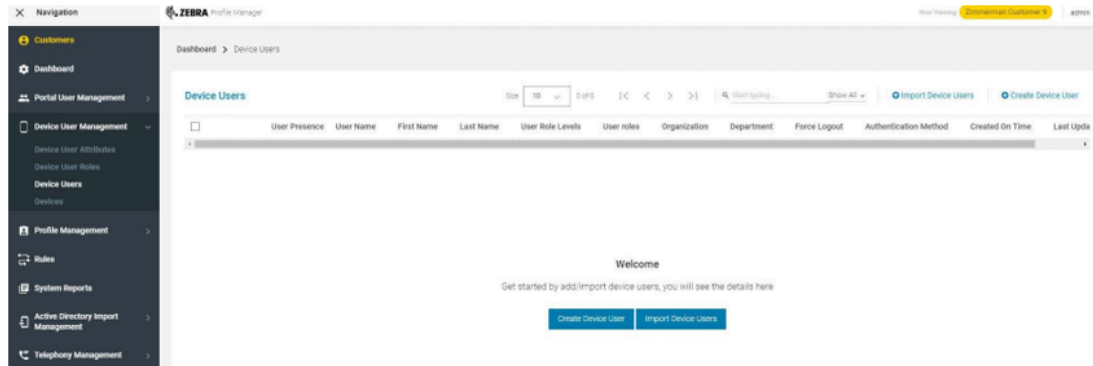 Navigation
ZEBRA Profile Manager
Now Viewing Zimmerman Customer 9 admin
Customers
Dashboard > Device Users
Dashboard
Portal User Management
Device Users
Size 10 0 of 0 Start typing... Show All Import Device Users Create Device User
Device User Management
User Presence User Name First Name Last Name User Role Levels User roles Organization Department Force Logout Authentication Method Created On Time Last Upda
Device User Attributes
Device User Roles
Device Users
Devices
Profile Management
Rules
Welcome
System Reports
Get started by add/import device users, you will see the details here
Active Directory Import
Management
Create Device User Import Device Users
Telephony Management